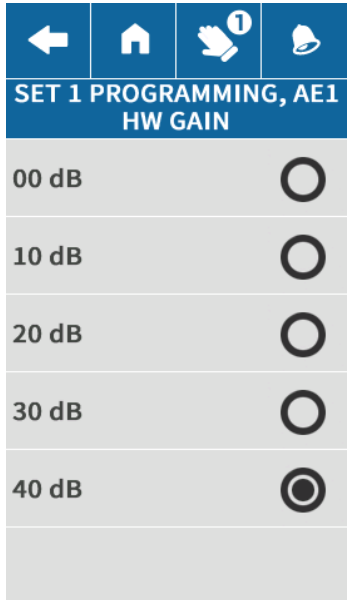 1
SET 1 PROGRAMMING, AE1
HW GAIN
00 dB
10 dB
20 dB
30 dB
40 dB